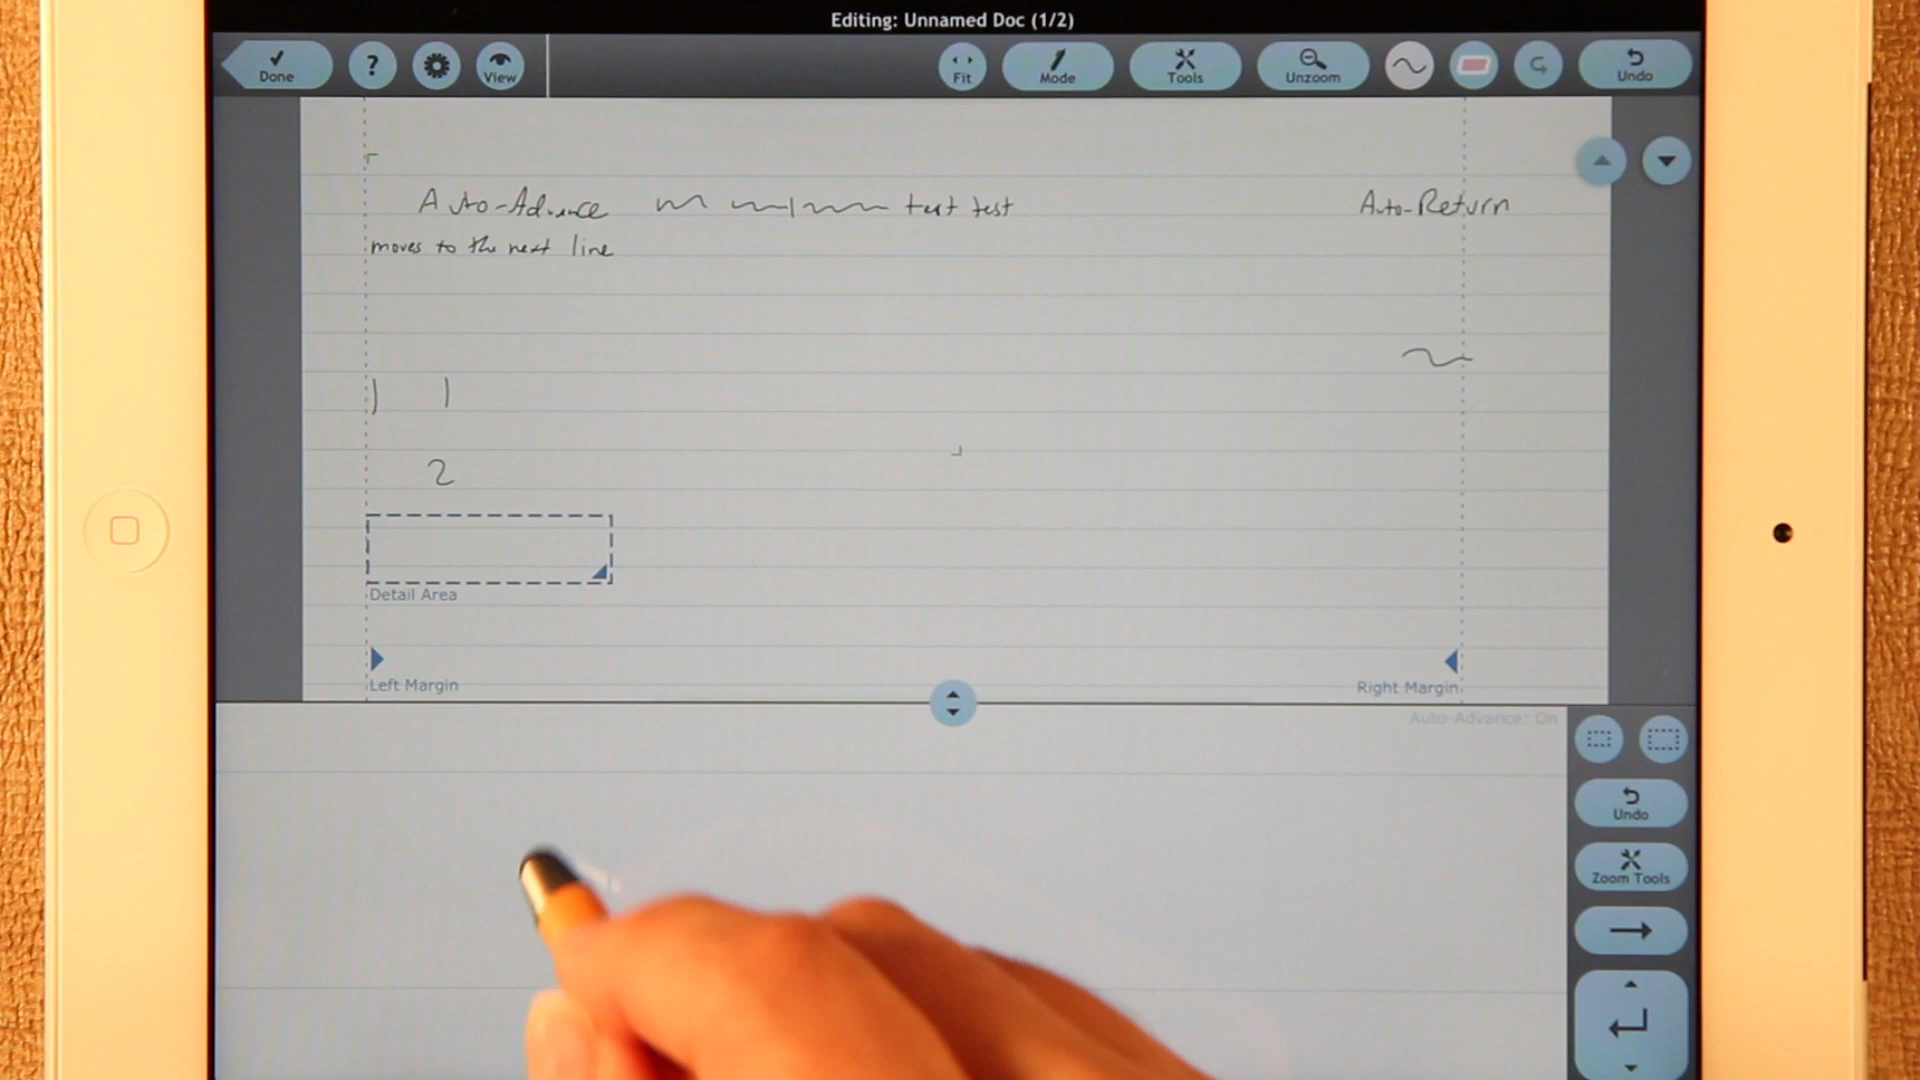 Editing: Unnamed Doc (1/2)
Done ? View Fit Mode Tools Unzoom Undo
Auto-Advance test test Auto-Return
moves to the next line
1 1
2
Detail Area
Left Margin Right Margin
Auto-Advance: On
Undo
Zoom Tools